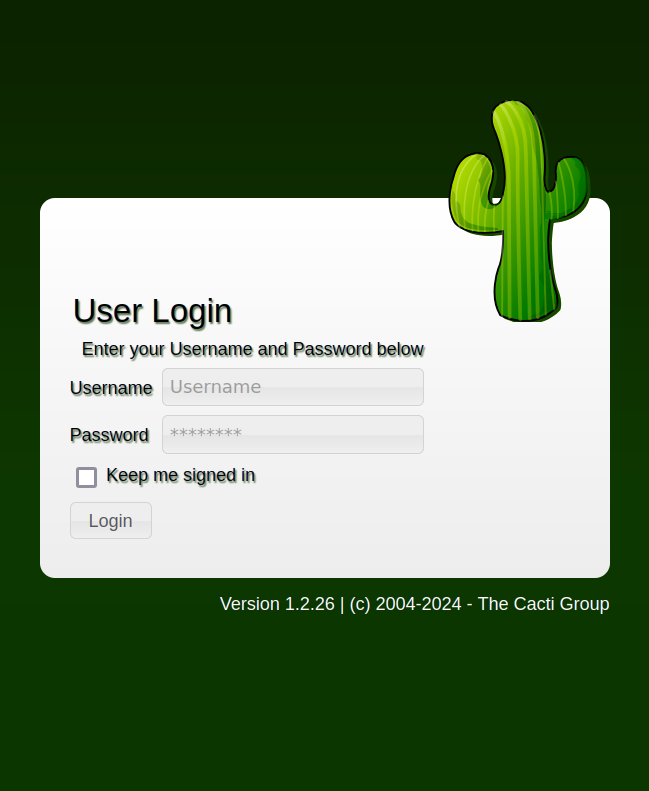 User Login
Enter your Username and Password below
Username Username
Password ********
Keep me signed in
Login
Version 1.2.26 | (c) 2004-2024 - The Cacti Group